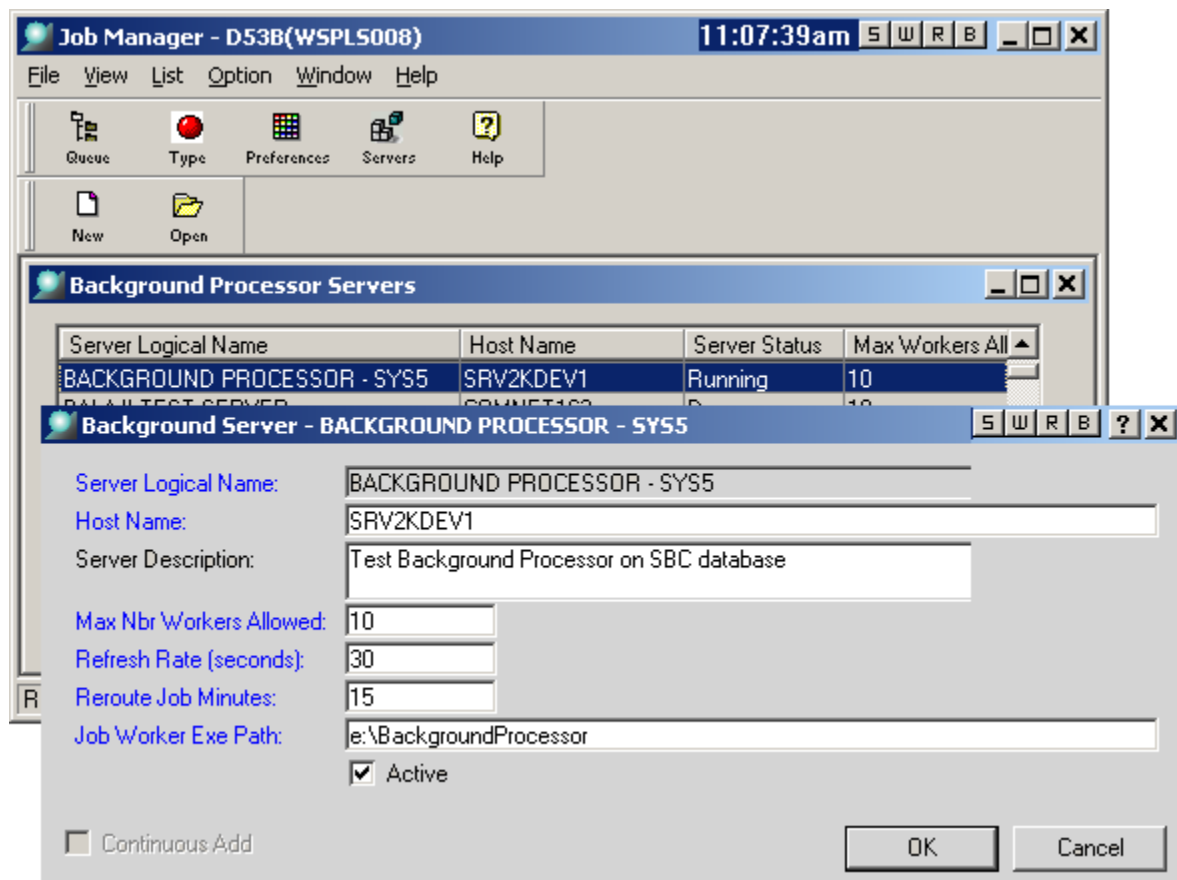 Job Manager - D53B(WSPLS008) 11:07:39am S W R B
File View List Option Window Help
Queue Type Preferences Servers Help
New Open
Background Processor Servers
Server Logical Name Host Name Server Status Max Workers All
BACKGROUND PROCESSOR - SYS5 SRV2KDEV1 Running 10
Background Server - BACKGROUND PROCESSOR - SYS5 S W R B ?
Server Logical Name: BACKGROUND PROCESSOR - SYS5
Host Name: SRV2KDEV1
Server Description: Test Background Processor on SBC database
Max Nbr Workers Allowed: 10
Refresh Rate (seconds): 30
R
Reroute Job Minutes: 15
Job Worker Exe Path: e:\BackgroundProcessor
Active
Continuous Add OK Cancel